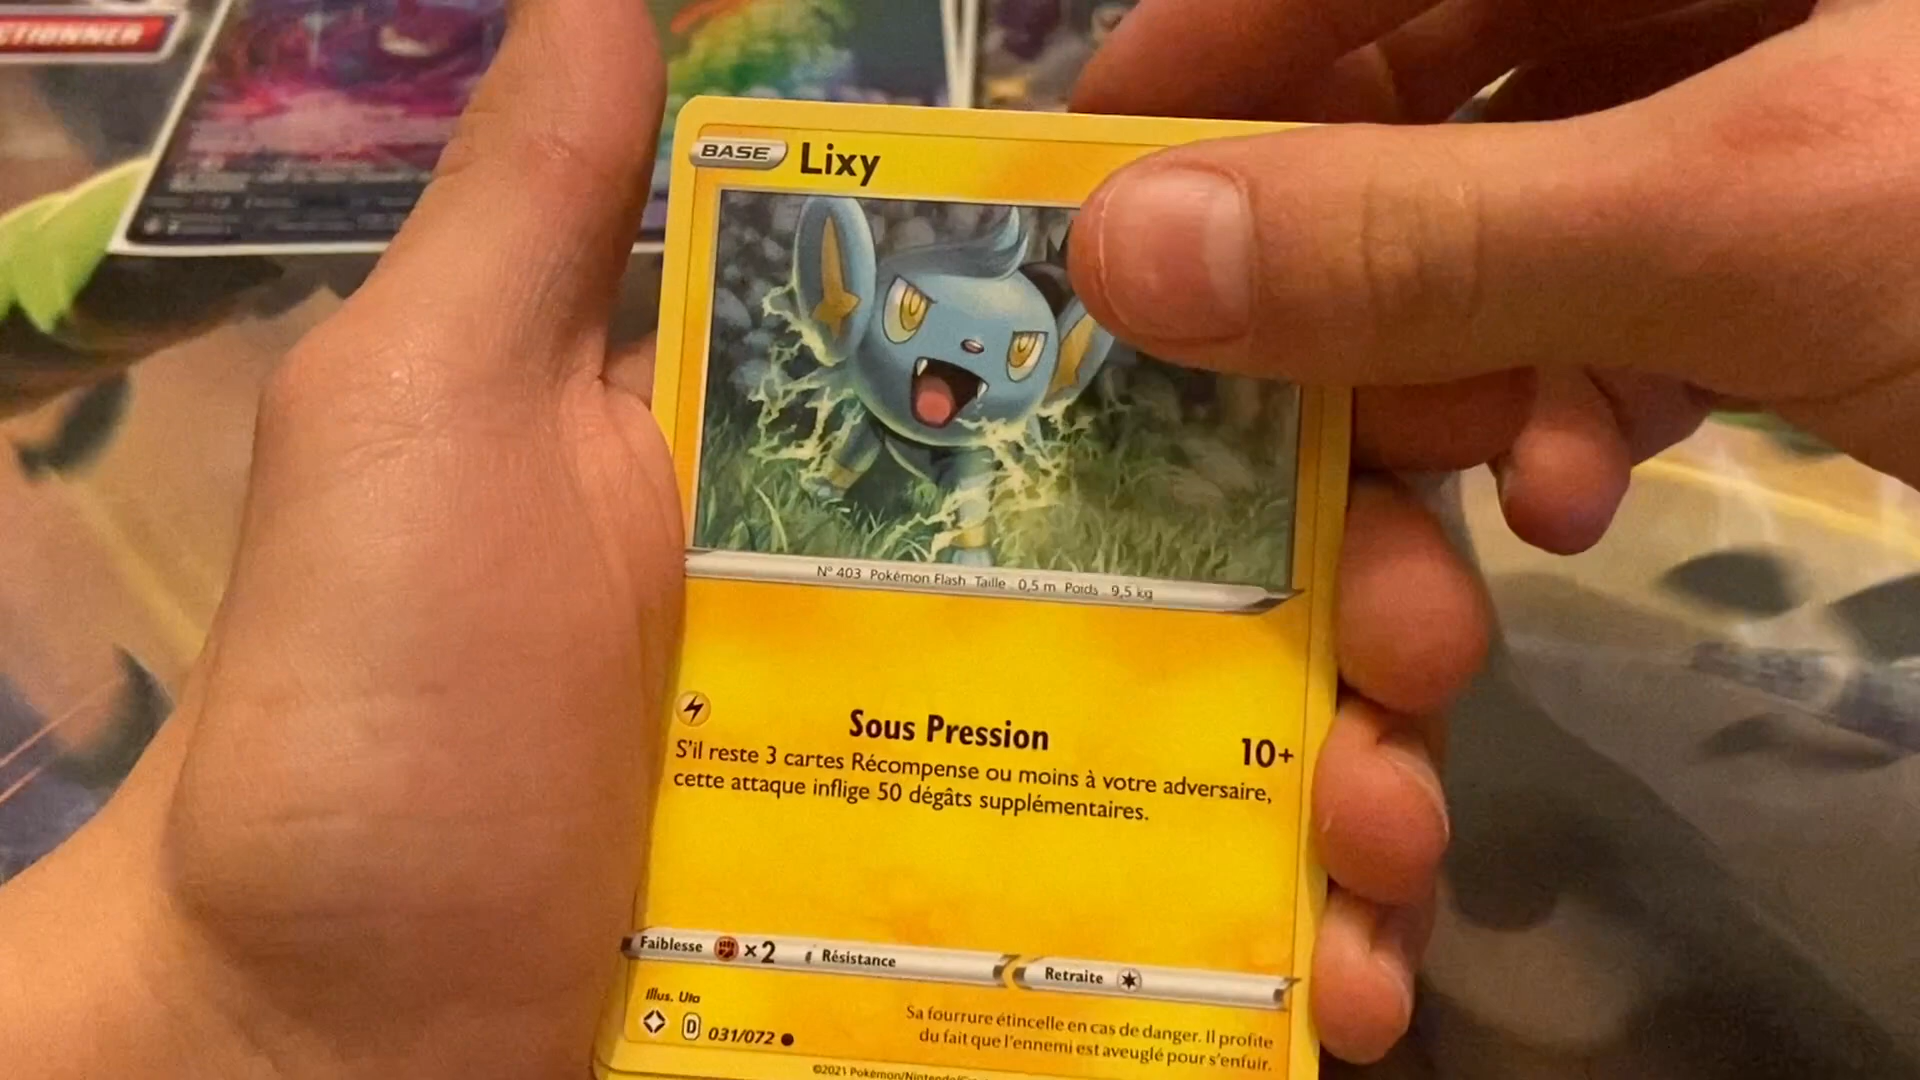 CTIONNER
BASE
Lixy
N° 403 Pokémon Flash Taille 0,5 m Poids 9,5 kg
Sous Pression
10+
S'il reste 3 cartes Récompense ou moins à votre adversaire,
cette attaque inflige 50 dégâts supplémentaires.
Faiblesse ×2 Résistance Retraite
Illus. Uta
D 031/072
Sa fourrure étincelle en cas de danger. Il profite
du fait que l'ennemi est aveuglé pour s'enfuir.
©2021 Pokémon/Nintendo